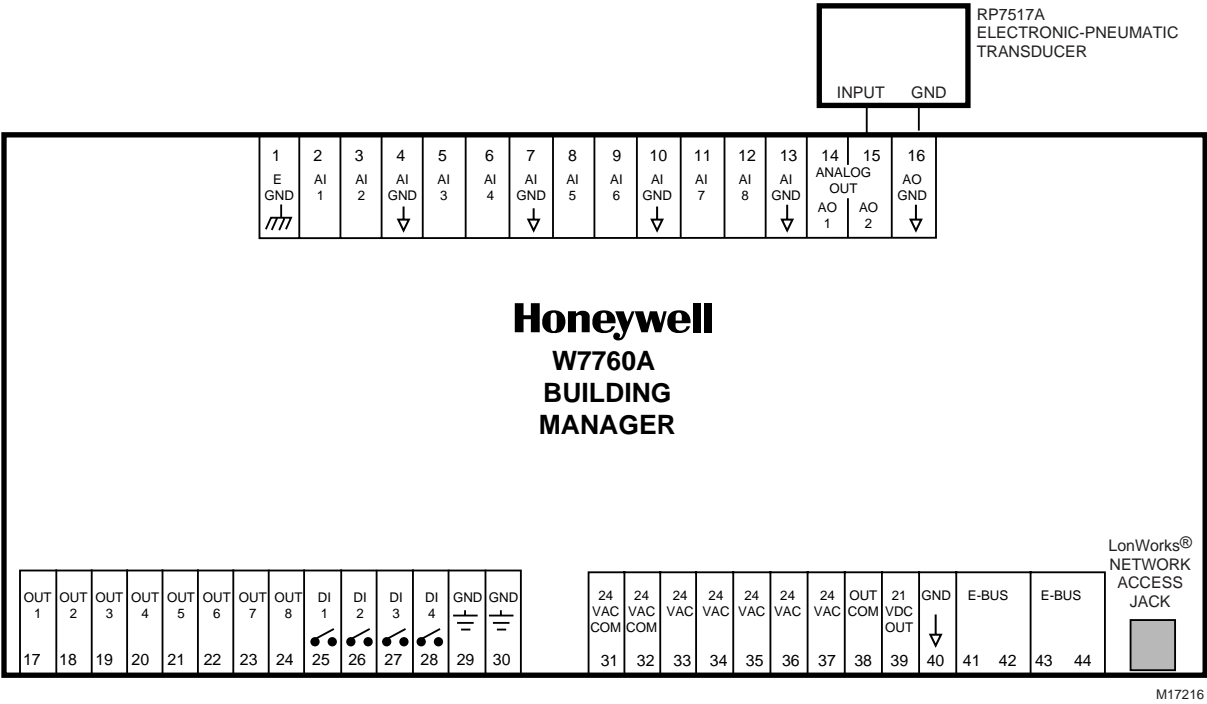 RP7517A
ELECTRONIC-PNEUMATIC
TRANSDUCER
INPUT GND
1 2 3 4 5 6 7 8 9 10 11 12 13 14 15 16
E GND
AI 1
AI 2
AI GND
AI 3
AI 4
AI GND
AI 5
AI 6
AI GND
AI 7
AI 8
AI GND
ANALOG OUT
AO 1
AO 2
AO GND
Honeywell
W7760A
BUILDING
MANAGER
LonWorks®
NETWORK
ACCESS
JACK
OUT 1
OUT 2
OUT 3
OUT 4
OUT 5
OUT 6
OUT 7
OUT 8
DI 1
DI 2
DI 3
DI 4
GND
GND
17 18 19 20 21 22 23 24 25 26 27 28 29 30
24 VAC COM
24 VAC COM
24 VAC
24 VAC
24 VAC
24 VAC
24 VAC
OUT COM
21 VDC OUT
GND
E-BUS
E-BUS
31 32 33 34 35 36 37 38 39 40 41 42 43 44
M17216